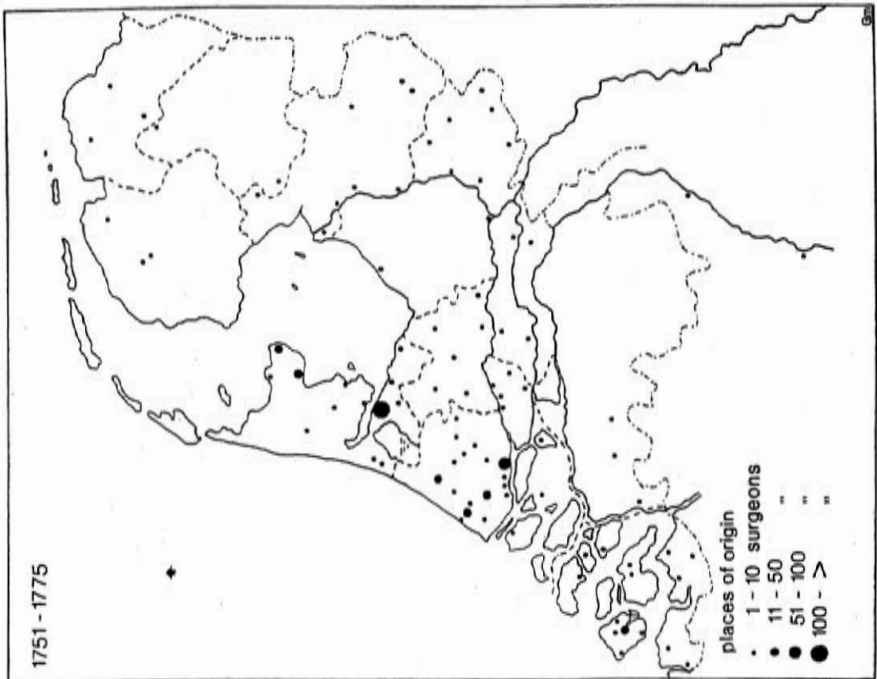 1751 - 1775
places of origin
1 - 10 surgeons
11 - 50 "
51 - 100 "
100 - > "